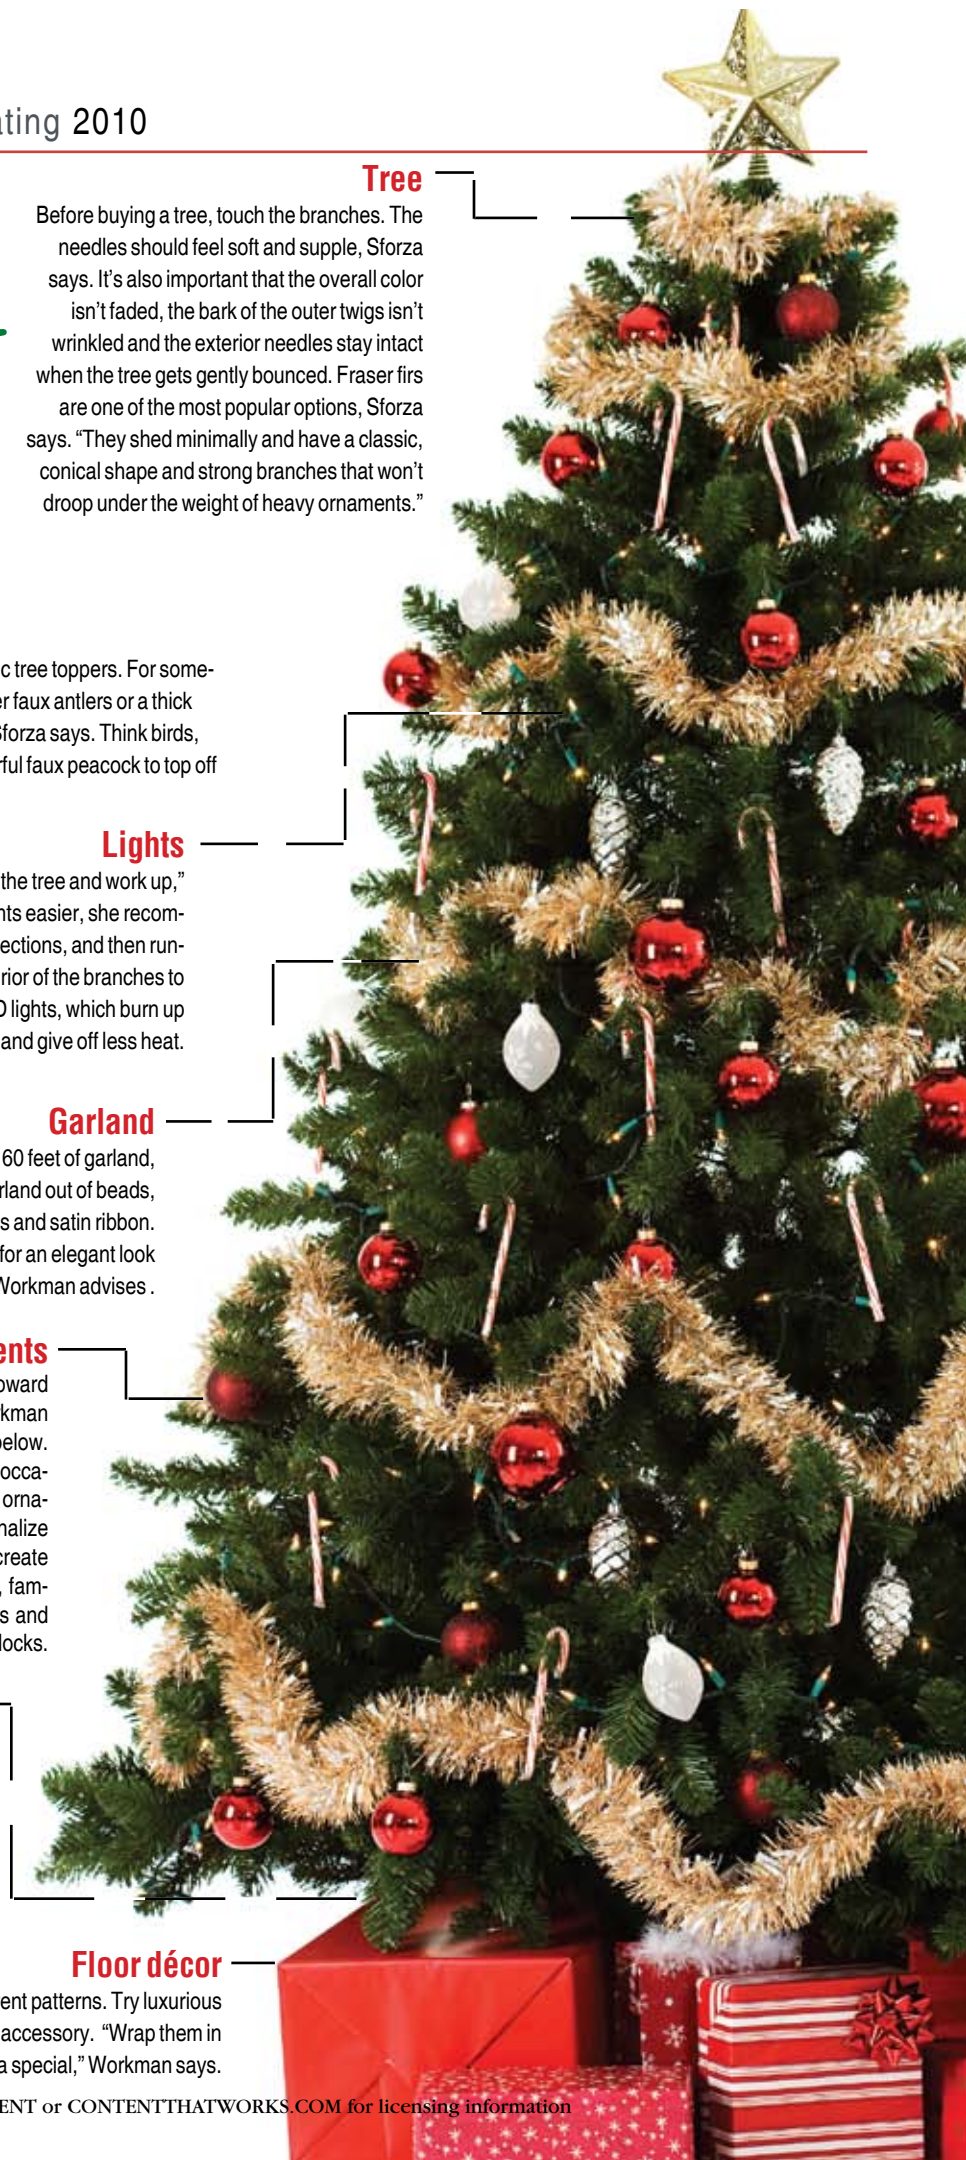 ating 2010
Tree
Before buying a tree, touch the branches. The
needles should feel soft and supple, Sforza
says. It’s also important that the overall color
isn’t faded, the bark of the outer twigs isn’t
wrinkled and the exterior needles stay intact
when the tree gets gently bounced. Fraser firs
are one of the most popular options, Sforza
says. “They shed minimally and have a classic,
conical shape and strong branches that won’t
droop under the weight of heavy ornaments.”
c tree toppers. For some-
er faux antlers or a thick
Sforza says. Think birds,
rful faux peacock to top off
Lights
the tree and work up,”
nts easier, she recom-
ections, and then run-
rior of the branches to
D lights, which burn up
and give off less heat.
Garland
60 feet of garland,
rland out of beads,
s and satin ribbon.
for an elegant look
Workman advises .
ents
oward
rkman
below.
occa-
orna-
nalize
create
, fam-
s and
locks.
Floor décor
ent patterns. Try luxurious
accessory. “Wrap them in
a special,” Workman says.
ENT or CONTENTTHATWORKS.COM for licensing information